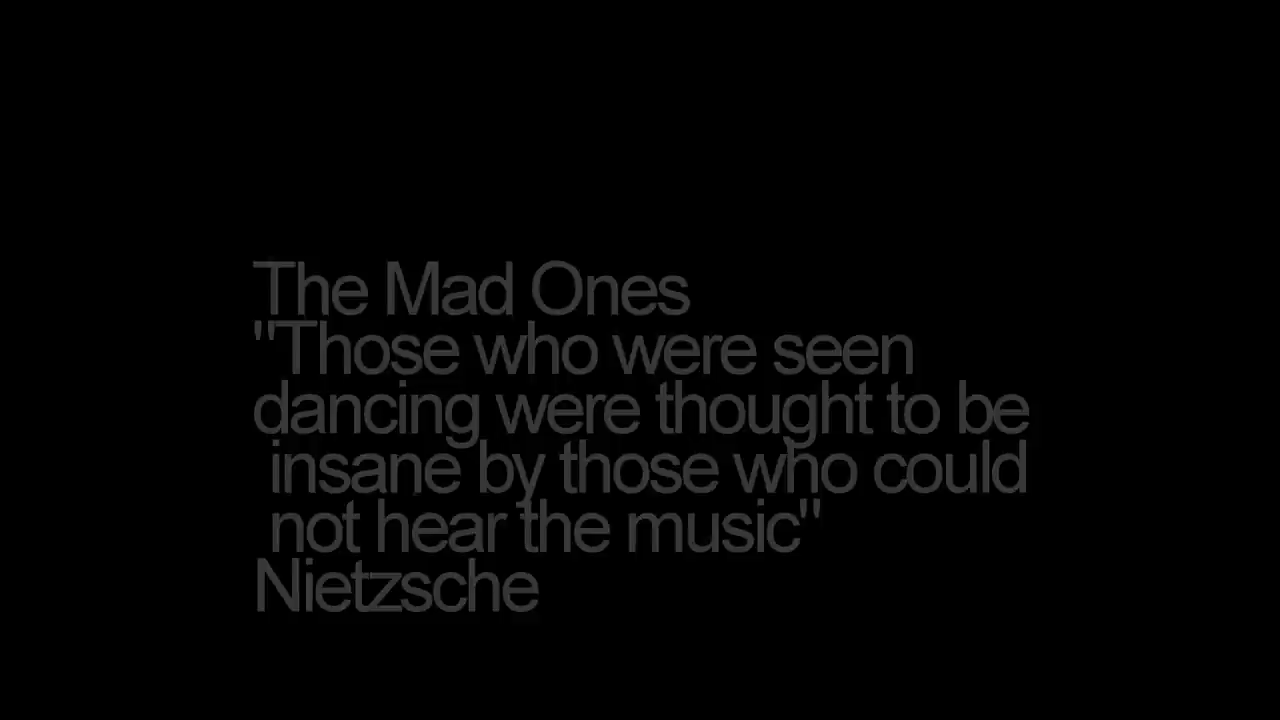 The Mad Ones
"Those who were seen
dancing were thought to be
insane by those who could
not hear the music"
Nietzsche